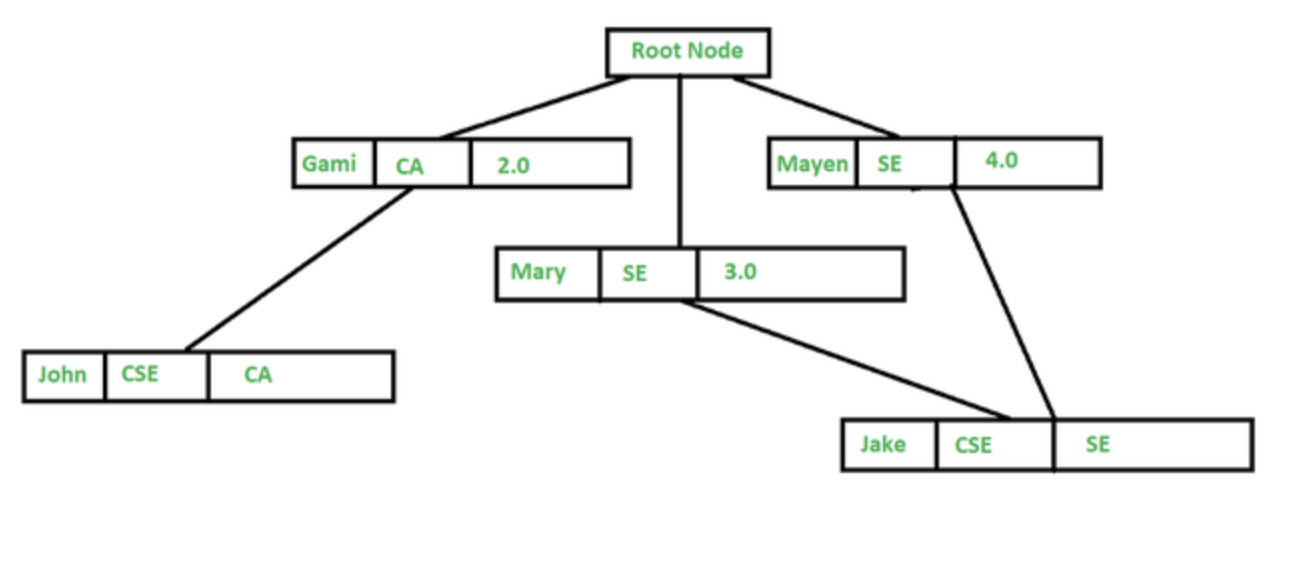 Root Node
Gami CA 2.0
Mayen SE 4.0
Mary SE 3.0
John CSE CA
Jake CSE SE